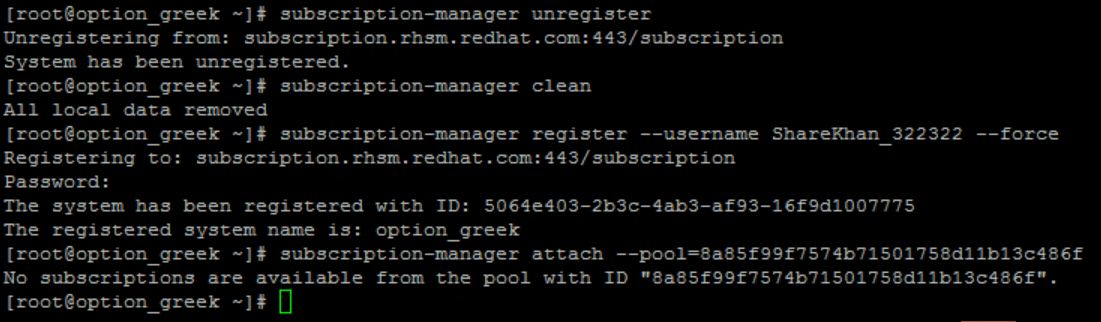 [root@option_greek ~]# subscription-manager unregister
Unregistering from: subscription.rhsm.redhat.com:443/subscription
System has been unregistered.
[root@option_greek ~]# subscription-manager clean
All local data removed
[root@option_greek ~]# subscription-manager register --username ShareKhan_322322 --force
Registering to: subscription.rhsm.redhat.com:443/subscription
Password:
The system has been registered with ID: 5064e403-2b3c-4ab3-af93-16f9d1007775
The registered system name is: option_greek
[root@option_greek ~]# subscription-manager attach --pool=8a85f99f7574b71501758d11b13c486f
No subscriptions are available from the pool with ID "8a85f99f7574b71501758d11b13c486f".
[root@option_greek ~]#